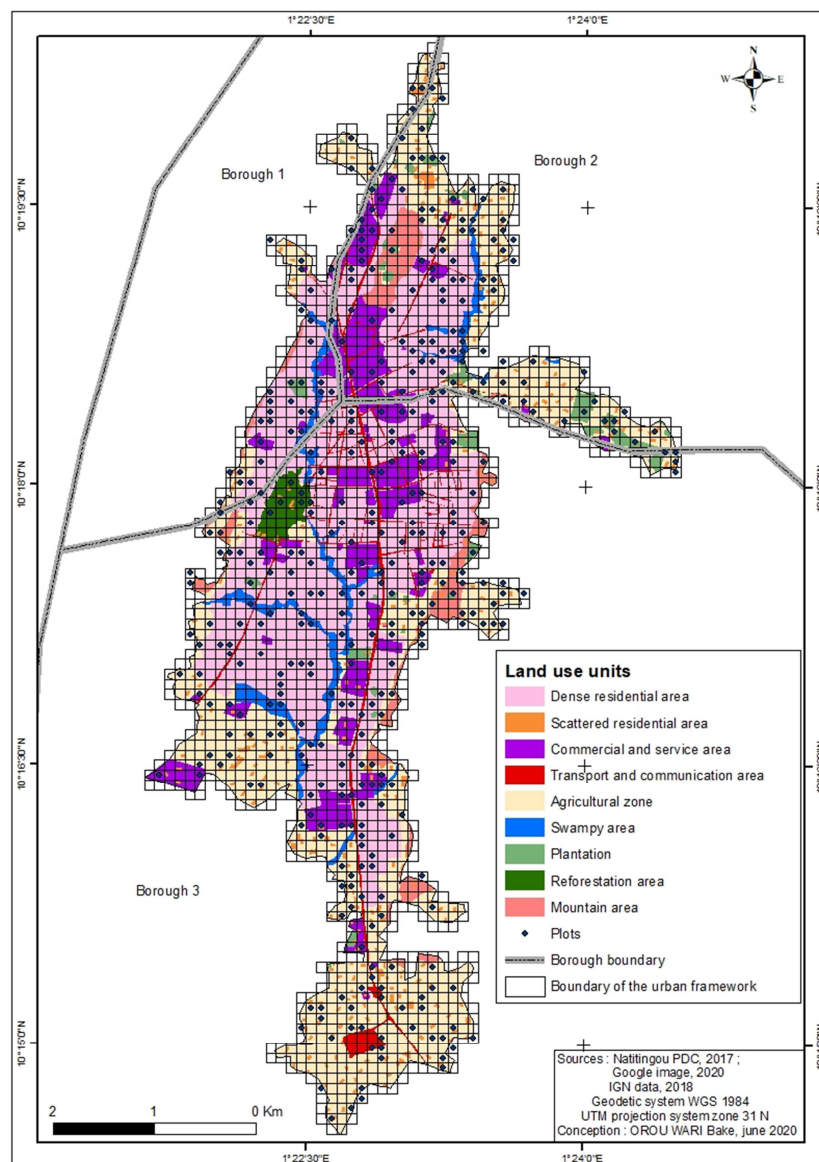 1°22'30"E
1°24'0"E
N
W
E
S
Borough 1
Borough 2
10°19'30"N
10°18'0"N
10°16'30"N
Land use units
Dense residential area
Scattered residential area
Commercial and service area
Transport and communication area
Agricultural zone
Swampy area
Plantation
Reforestation area
Mountain area
Plots
Borough boundary
Boundary of the urban framework
Borough 3
10°15'0"N
Sources : Natitingou PDC, 2017 ;
Google image, 2020
IGN data, 2018
Geodetic system WGS 1984
UTM projection system zone 31 N
Conception : OROU WARI Bake, june 2020
2
1
0 Km
1°22'30"E
1°24'0"E